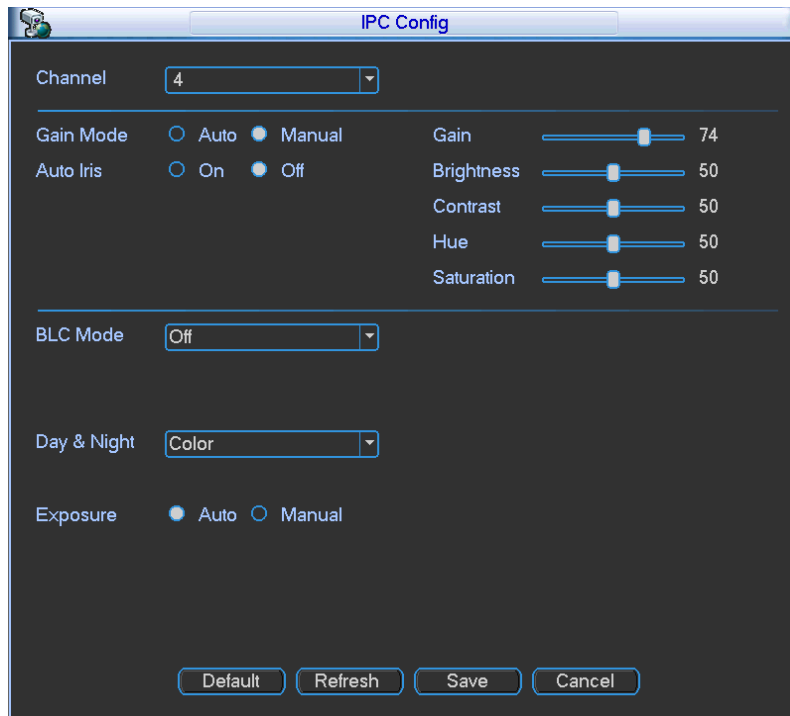 IPC Config
Channel 4
Gain Mode Auto Manual Gain 74
Auto Iris On Off Brightness 50
Contrast 50
Hue 50
Saturation 50
BLC Mode Off
Day & Night Color
Exposure Auto Manual
Default Refresh Save Cancel